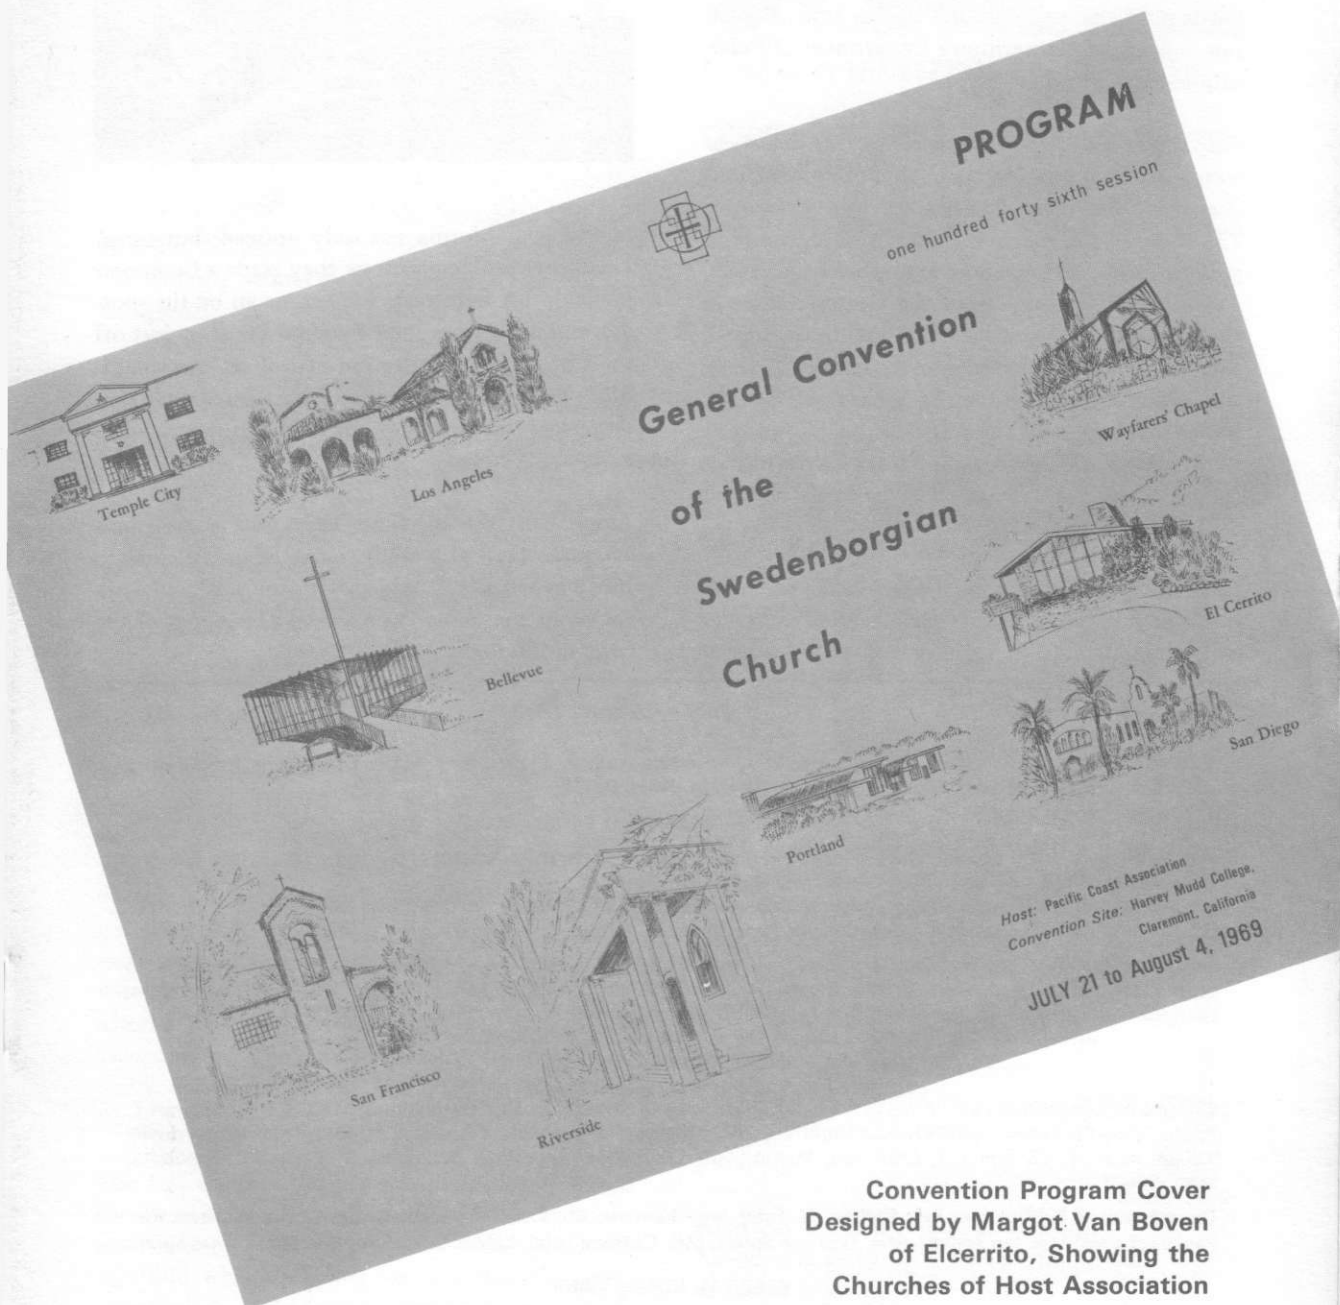 PROGRAM
one hundred forty sixth session
General Convention
of the
Swedenborgian
Church
Temple City
Los Angeles
Wayfarers' Chapel
Bellevue
El Cerrito
San Diego
Portland
San Francisco
Riverside
Host: Pacific Coast Association
Convention Site: Harvey Mudd College,
Claremont, California
JULY 21 to August 4, 1969
Convention Program Cover
Designed by Margot Van Boven
of Elcerrito, Showing the
Churches of Host Association